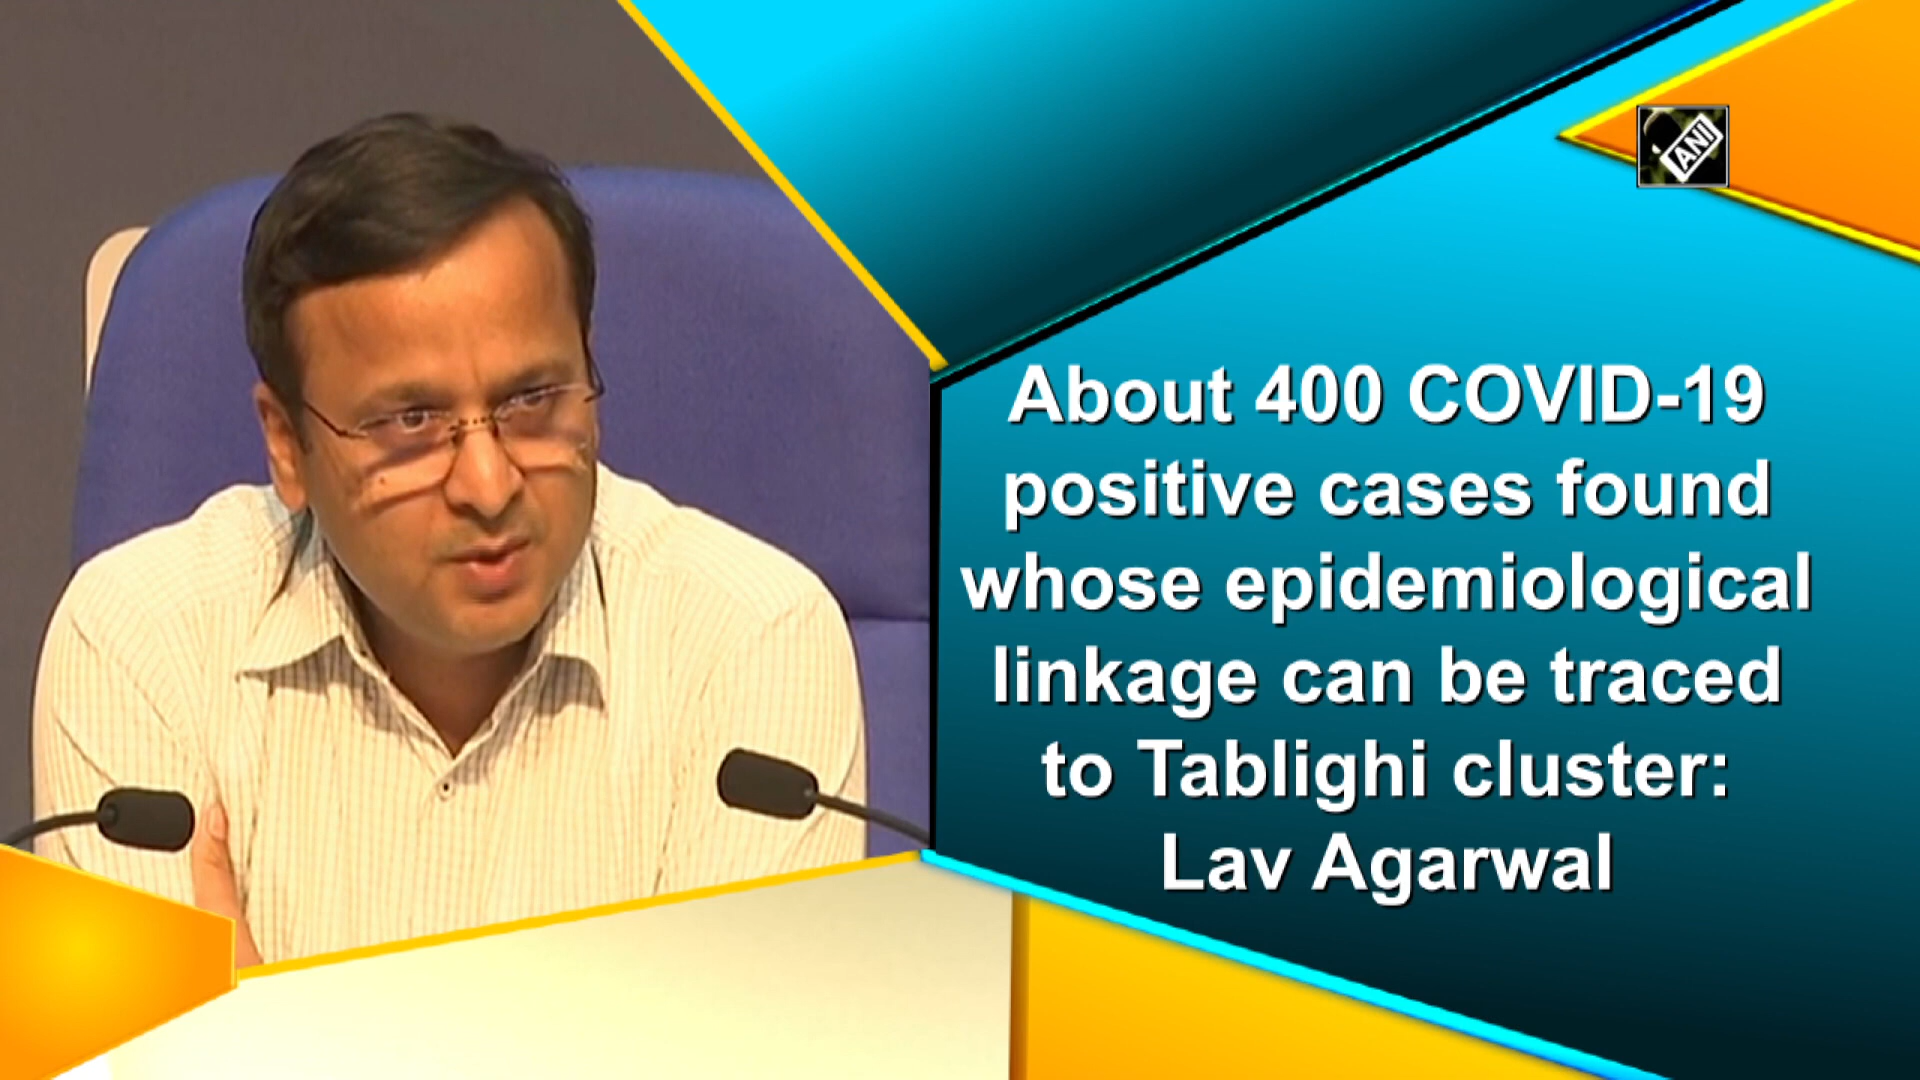 ANI
About 400 COVID-19
positive cases found
whose epidemiological
linkage can be traced
to Tablighi cluster:
Lav Agarwal